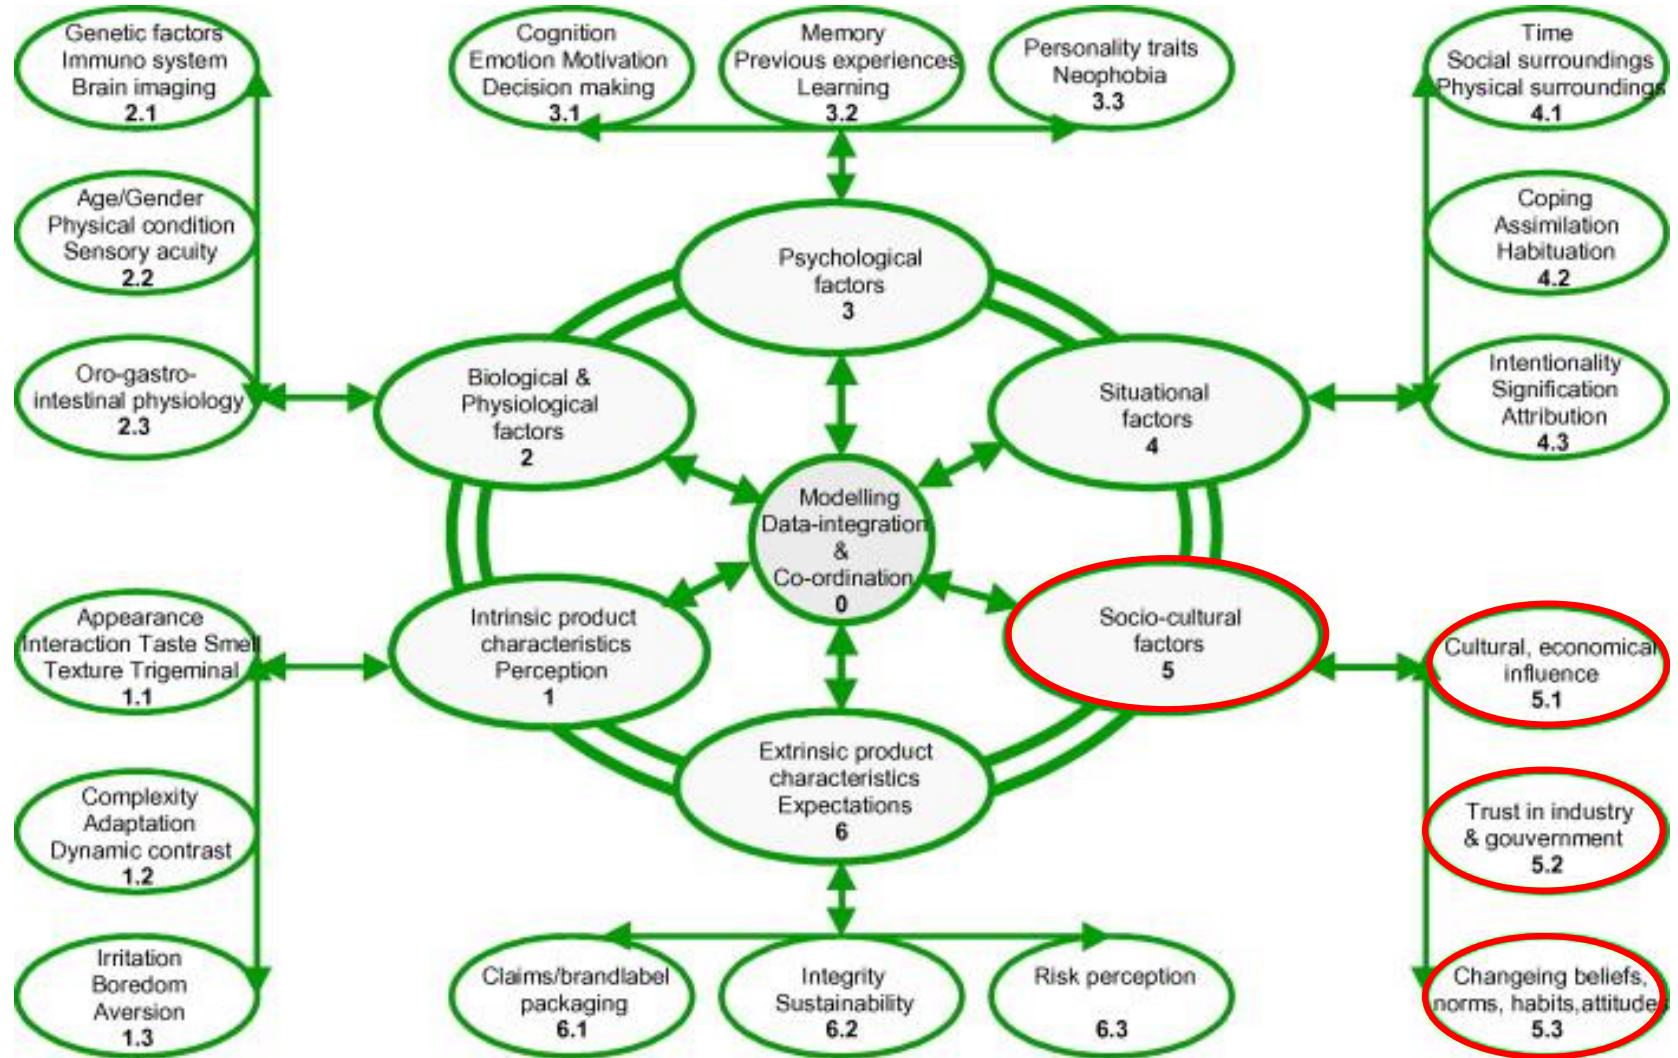 Genetic factors
Immuno system
Brain imaging
2.1
Cognition
Emotion Motivation
Decision making
3.1
Memory
Previous experiences
Learning
3.2
Personality traits
Neophobia
3.3
Time
Social surroundings
Physical surroundings
4.1
Age/Gender
Physical condition
Sensory acuity
2.2
Psychological
factors
3
Coping
Assimilation
Habituation
4.2
Oro-gastro-
intestinal physiology
2.3
Biological &
Physiological
factors
2
Situational
factors
4
Intentionality
Signification
Attribution
4.3
Modelling
Data-integration
&
Co-ordination
0
Appearance
Interaction Taste Smell
Texture Trigeminal
1.1
Intrinsic product
characteristics
Perception
1
Socio-cultural
factors
5
Cultural, economical
influence
5.1
Complexity
Adaptation
Dynamic contrast
1.2
Extrinsic product
characteristics
Expectations
6
Trust in industry
& gouvernment
5.2
Irritation
Boredom
Aversion
1.3
Claims/brandlabel
packaging
6.1
Integrity
Sustainability
6.2
Risk perception
6.3
Changeing beliefs,
norms, habits,attitudes
5.3